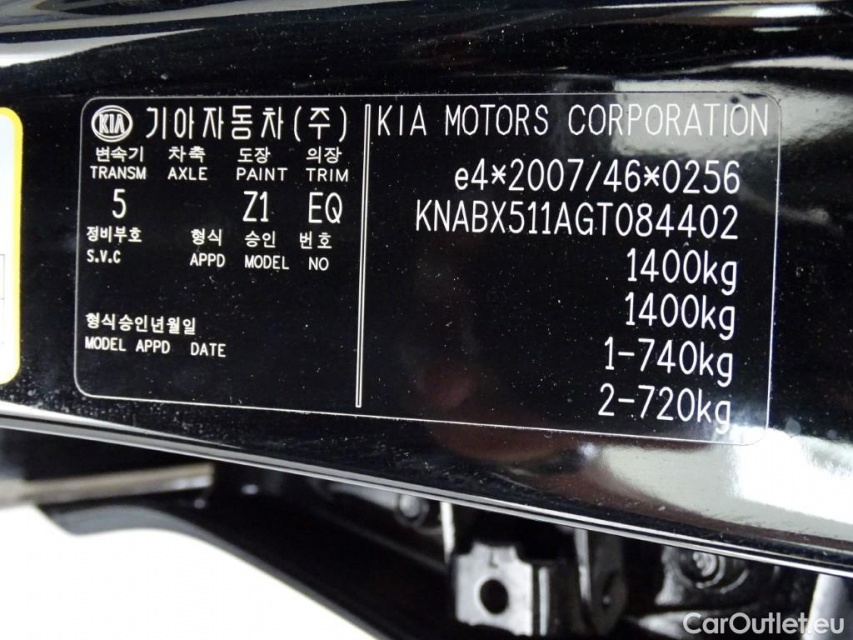 KIA 기아자동차(주)
변속기 차축 도장 의장
TRANSM AXLE PAINT TRIM
5 Z1 EQ
정비부호 형식 승인 번호
S.V.C APPD MODEL NO
형식승인년월일
MODEL APPD DATE
KIA MOTORS CORPORATION
e4*2007/46*0256
KNABX511AGT084402
1400kg
1400kg
1-740kg
2-720kg
CarOutlet.eu